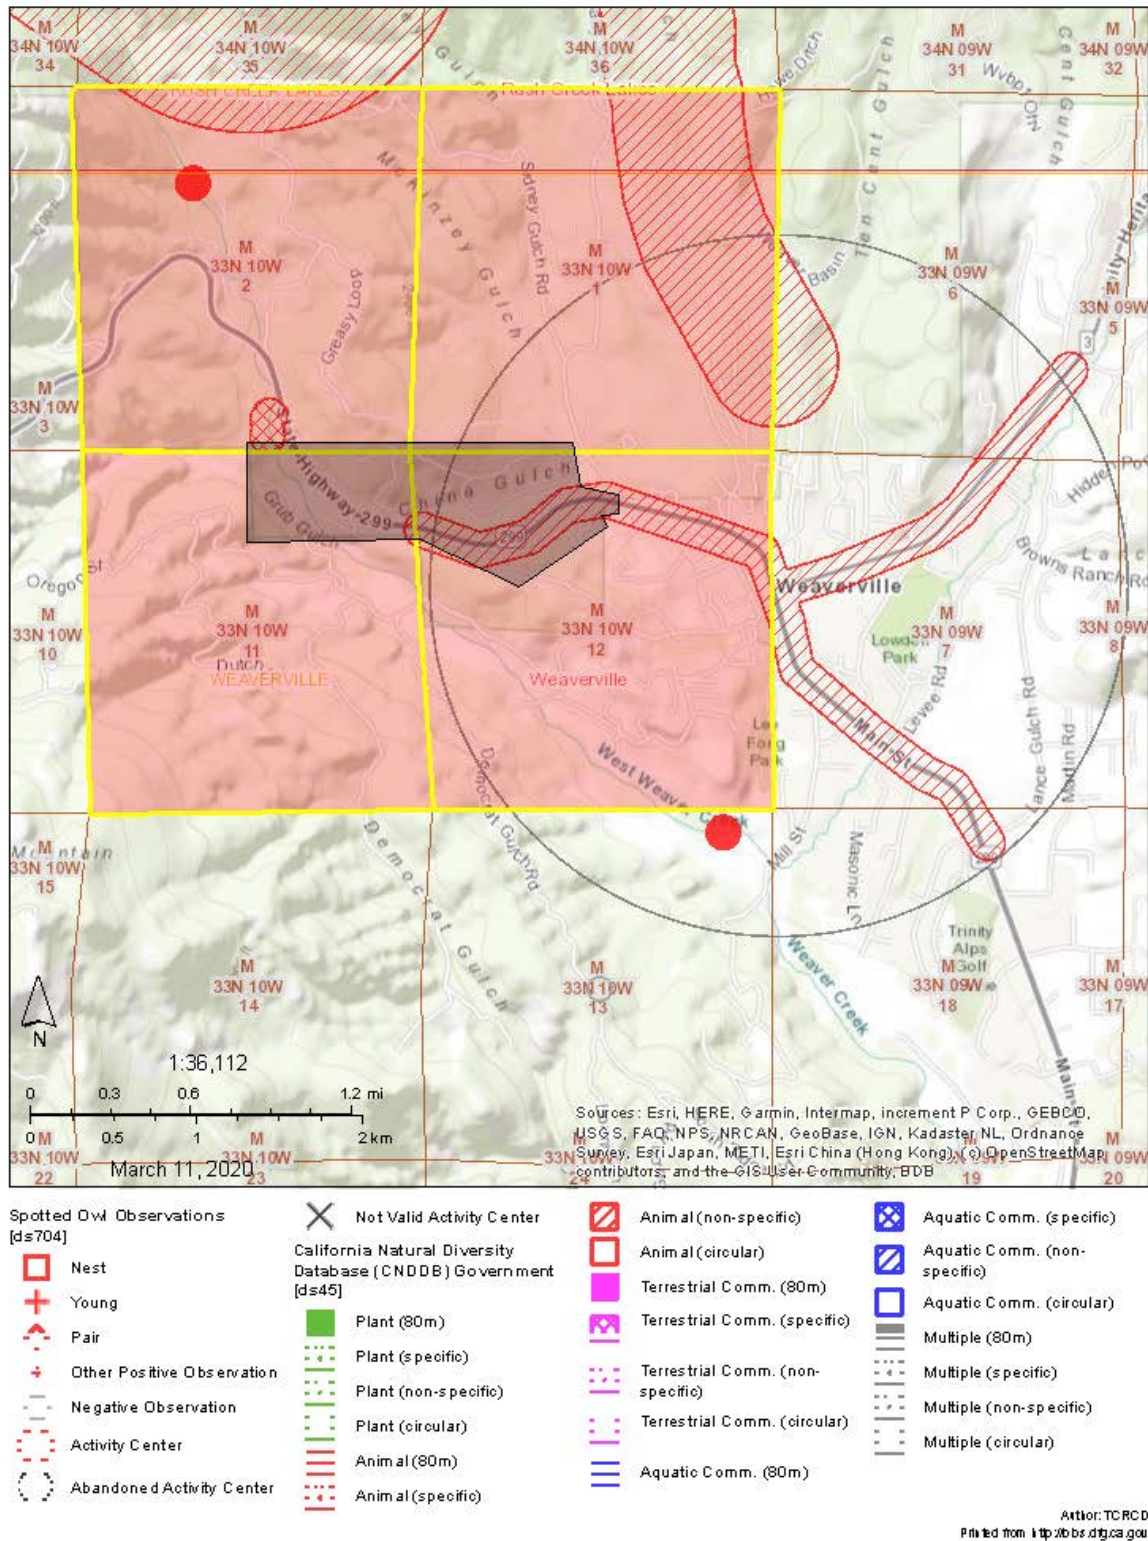 M
34N 10W
34
M
34N 10W
35
M
34N 10W
36
M
34N 09W
31
M
34N 09W
32
RUSH CREEK LAKES
Rush Creek Lakes
Ten Cent Gulch
Cent Gulch
McKinzey Gulch
Sidney Gulch Rd
Greasy Loop
Basin
M
33N 10W
2
M
33N 10W
1
M
33N 09W
6
M
33N 09W
5
3
M
33N 10W
3
State-Highway-299
China Gulch
Grub Gulch
299
Oregon St
Weaverville
Browns Ranch Rd
M
33N 10W
10
M
33N 10W
11
M
33N 10W
12
M
33N 09W
7
M
33N 09W
8
Lowden
Park
Dutch
WEAVERVILLE
Weaverville
Levee Rd
Lance Gulch Rd
Martin Rd
Lee
Fong
Park
Main-St
West Weaver Creek
Democrat Gulch Rd
Democrat Gulch
Mill St
Masonic Ln
Mountain
M
33N 10W
15
M
33N 10W
14
M
33N 10W
13
M
33N 09W
18
M
33N 09W
17
Trinity
Alps
Golf
Weaver Creek
N
1:36,112
0 0.3 0.6 1.2 mi
0 0.5 1 2 km
March 11, 2020
M
33N 10W
22
23
24
19
20
Sources: Esri, HERE, Garmin, Intermap, increment P Corp., GEBCO,
USGS, FAO, NPS, NRCAN, GeoBase, IGN, Kadaster NL, Ordnance
Survey, Esri Japan, METI, Esri China (Hong Kong), (c) OpenStreetMap
contributors, and the GIS User Community, BDB
Spotted Owl Observations
[ds704]
Nest
Young
Pair
Other Positive Observation
Negative Observation
Activity Center
Abandoned Activity Center
Not Valid Activity Center
California Natural Diversity
Database (CNDDB) Government
[ds45]
Plant (80m)
Plant (specific)
Plant (non-specific)
Plant (circular)
Animal (80m)
Animal (specific)
Animal (non-specific)
Animal (circular)
Terrestrial Comm. (80m)
Terrestrial Comm. (specific)
Terrestrial Comm. (non-
specific)
Terrestrial Comm. (circular)
Aquatic Comm. (80m)
Aquatic Comm. (specific)
Aquatic Comm. (non-
specific)
Aquatic Comm. (circular)
Multiple (80m)
Multiple (specific)
Multiple (non-specific)
Multiple (circular)
Author: TCRCD
Printed from http://bios.dfg.ca.gov